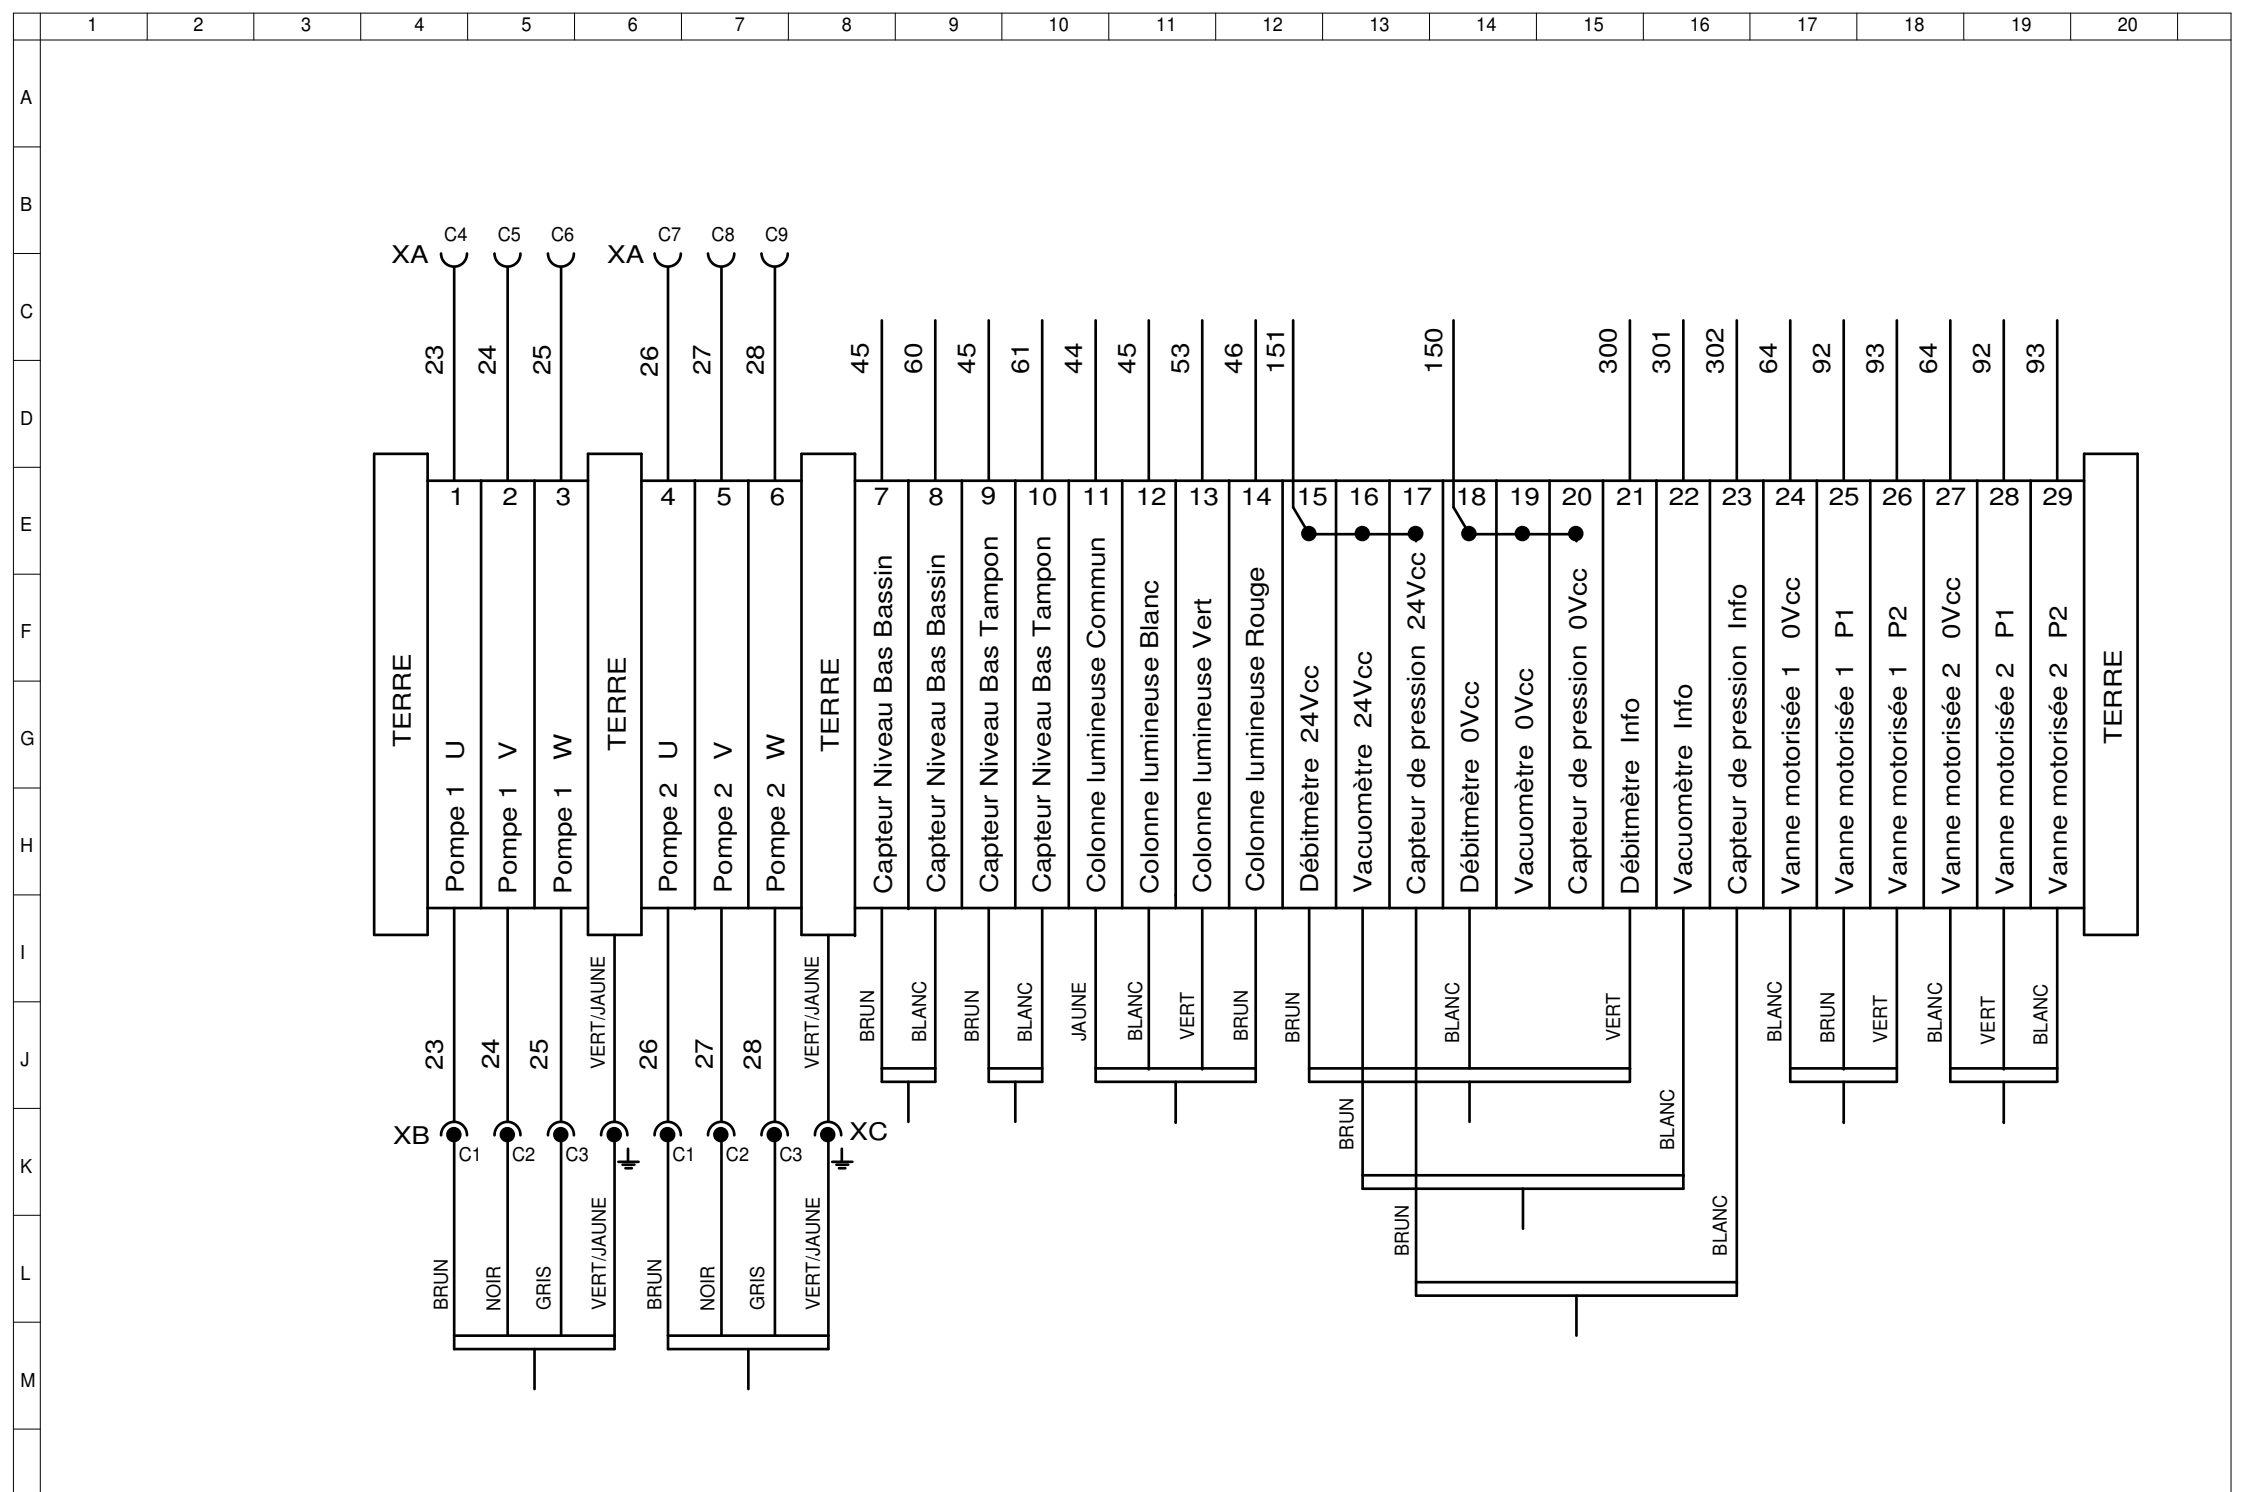 1 2 3 4 5 6 7 8 9 10 11 12 13 14 15 16 17 18 19 20
A
B
C
D
E
F
G
H
I
J
K
L
M
XA C4 C5 C6 XA C7 C8 C9
23 24 25 26 27 28 45 60 45 61 44 45 53 46 151 150 300 301 302 64 92 93 64 92 93
1 2 3 4 5 6 7 8 9 10 11 12 13 14 15 16 17 18 19 20 21 22 23 24 25 26 27 28 29
TERRE
Pompe 1 U
Pompe 1 V
Pompe 1 W
TERRE
Pompe 2 U
Pompe 2 V
Pompe 2 W
TERRE
Capteur Niveau Bas Bassin
Capteur Niveau Bas Bassin
Capteur Niveau Bas Tampon
Capteur Niveau Bas Tampon
Colonne lumineuse Commun
Colonne lumineuse Blanc
Colonne lumineuse Vert
Colonne lumineuse Rouge
Débitmètre 24Vcc
Vacuomètre 24Vcc
Capteur de pression 24Vcc
Débitmètre 0Vcc
Vacuomètre 0Vcc
Capteur de pression 0Vcc
Débitmètre Info
Vacuomètre Info
Capteur de pression Info
Vanne motorisée 1 0Vcc
Vanne motorisée 1 P1
Vanne motorisée 1 P2
Vanne motorisée 2 0Vcc
Vanne motorisée 2 P1
Vanne motorisée 2 P2
TERRE
23 24 25 VERT/JAUNE 26 27 28 VERT/JAUNE
BRUN BLANC BRUN BLANC JAUNE BLANC VERT BRUN BRUN BLANC VERT BLANC BRUN VERT BLANC VERT BLANC
BRUN BLANC
XB C1 C2 C3 C1 C2 C3 XC
BRUN BLANC
BRUN NOIR GRIS VERT/JAUNE BRUN NOIR GRIS VERT/JAUNE